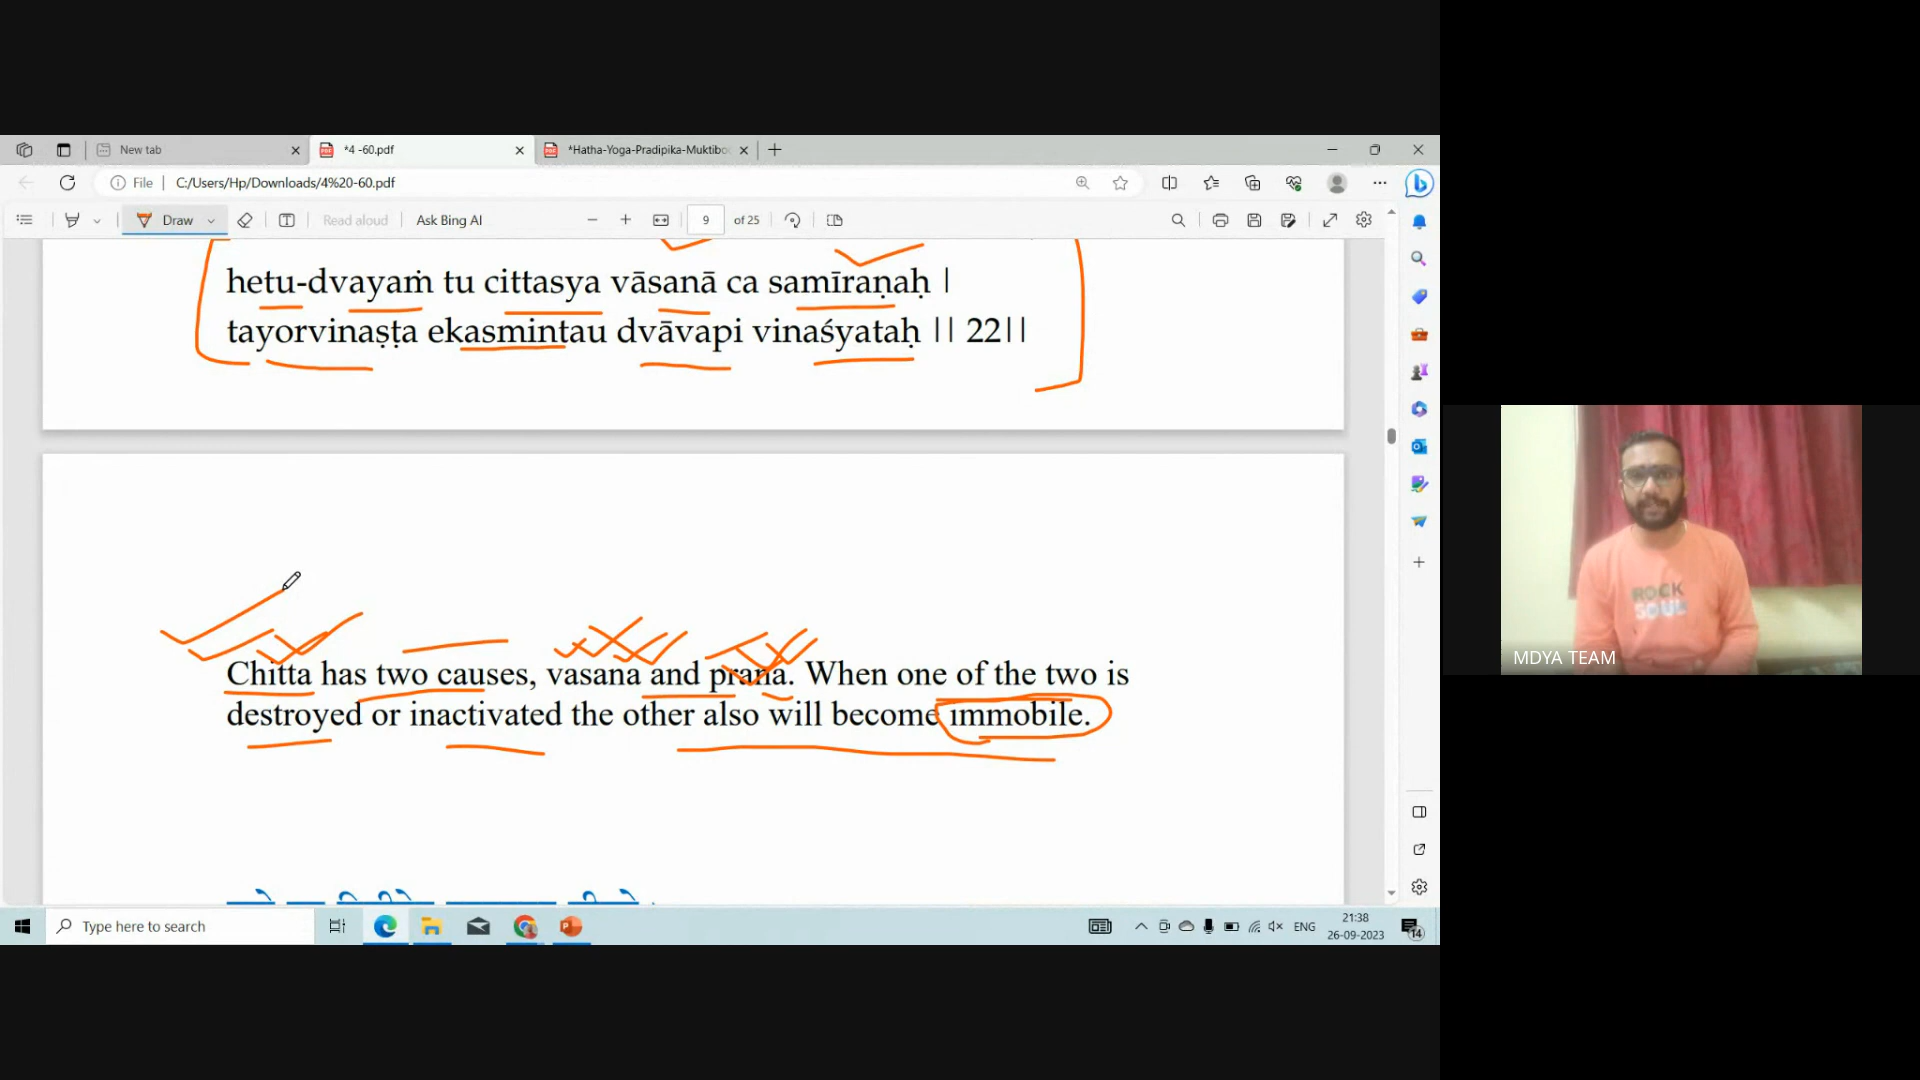 New tab
*4 -60.pdf
*Hatha-Yoga-Pradipika-Muktibo
File
C:/Users/Hp/Downloads/4%20-60.pdf
Draw
Read aloud
Ask Bing AI
9
of 25
hetu-dvayaṁ tu cittasya vāsanā ca samīraṇaḥ |
tayorvinaṣṭa ekasmintau dvāvapi vinaśyataḥ || 22||
Chitta has two causes, vasana and prana. When one of the two is
destroyed or inactivated the other also will become immobile.
ROCK
MDYA TEAM
Type here to search
ENG
21:38
26-09-2023
14